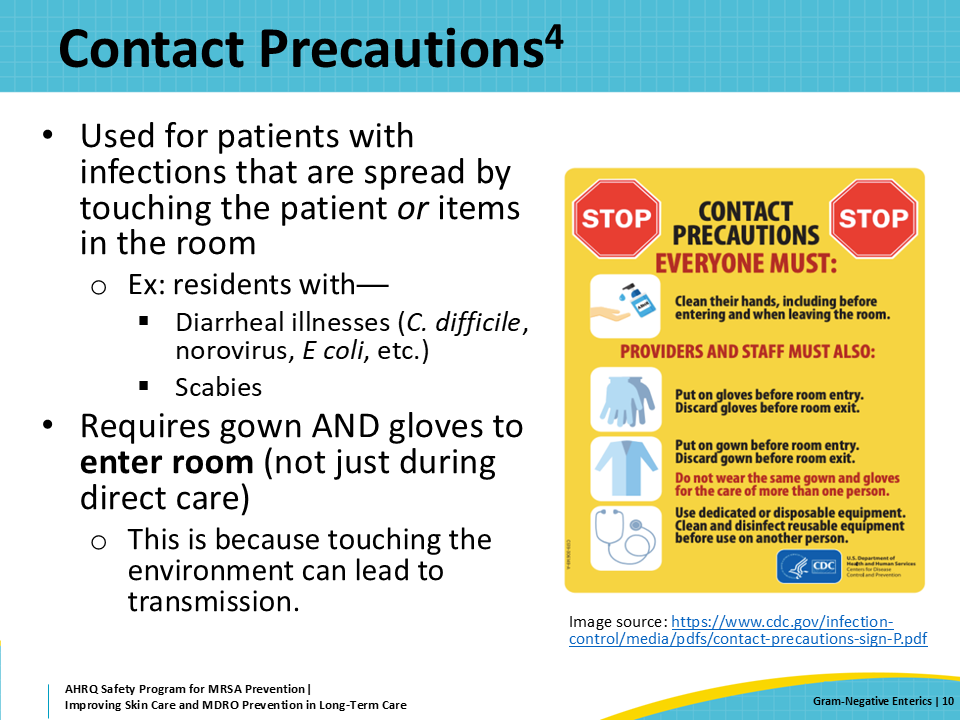 Contact Precautions4
• Used for patients with
infections that are spread by
touching the patient or items
in the room
o Ex: residents with—
▪ Diarrheal illnesses (C. difficile,
norovirus, E coli, etc.)
▪ Scabies
• Requires gown AND gloves to
enter room (not just during
direct care)
o This is because touching the
environment can lead to
transmission.
STOP
CONTACT
PRECAUTIONS
STOP
EVERYONE MUST:
Clean their hands, including before
entering and when leaving the room.
PROVIDERS AND STAFF MUST ALSO:
Put on gloves before room entry.
Discard gloves before room exit.
Put on gown before room entry.
Discard gown before room exit.
Do not wear the same gown and gloves
for the care of more than one person.
Use dedicated or disposable equipment.
Clean and disinfect reusable equipment
before use on another person.
CDC
U.S. Department of
Health and Human Services
Centers for Disease
Control and Prevention
Image source: https://www.cdc.gov/infection-
control/media/pdfs/contact-precautions-sign-P.pdf
AHRQ Safety Program for MRSA Prevention|
Improving Skin Care and MDRO Prevention in Long-Term Care
Gram-Negative Enterics | 10